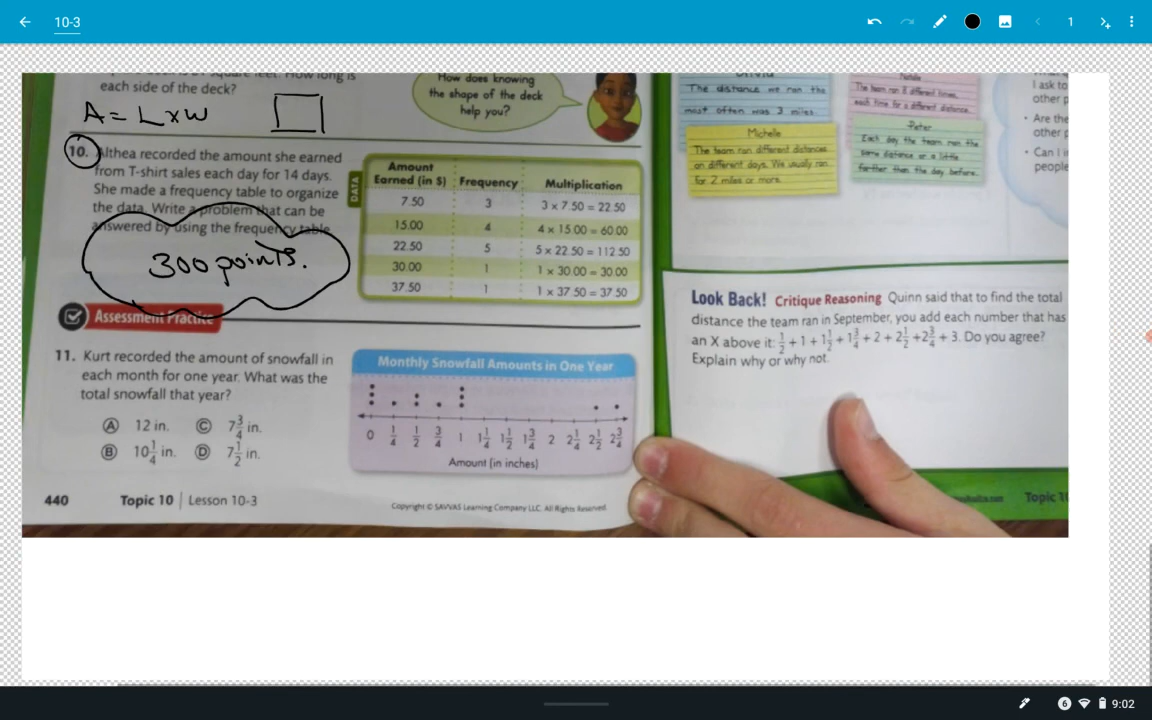 10-3
1
each side of the deck?
A = L x W
How does knowing
the shape of the deck
help you?
10. Althea recorded the amount she earned
from T-shirt sales each day for 14 days.
She made a frequency table to organize
the data. Write a problem that can be
answered by using the frequency table.
300 points.
DATA
Amount
Earned (in $) Frequency Multiplication
7.50 3 3 x 7.50 = 22.50
15.00 4 4 x 15.00 = 60.00
22.50 5 5 x 22.50 = 112.50
30.00 1 1 x 30.00 = 30.00
37.50 1 1 x 37.50 = 37.50
Assessment Practice
11. Kurt recorded the amount of snowfall in
each month for one year. What was the
total snowfall that year?
A 12 in. C 7 3/4 in.
B 10 1/4 in. D 7 1/2 in.
Monthly Snowfall Amounts in One Year
0 1/4 1/2 3/4 1 1 1/4 1 1/2 1 3/4 2 2 1/4 2 1/2 2 3/4
Amount (in inches)
440 Topic 10 | Lesson 10-3
Copyright © SAVVAS Learning Company LLC. All Rights Reserved.
Olivia
The distance we ran the
most often was 3 miles.
Natalie
The team ran 8 different times,
each time for a different distance.
Michelle
The team ran different distances
on different days. We usually ran
for 2 miles or more.
Peter
Each day the team ran the
same distance or a little
farther than the day before.
I ask to
other
• Are the
other
• Can I
people
Look Back! Critique Reasoning Quinn said that to find the total
distance the team ran in September, you add each number that has
an X above it: 1/2 + 1 + 1 1/2 + 1 3/4 + 2 + 2 1/2 + 2 3/4 + 3. Do you agree?
Explain why or why not.
Topic
6 9:02